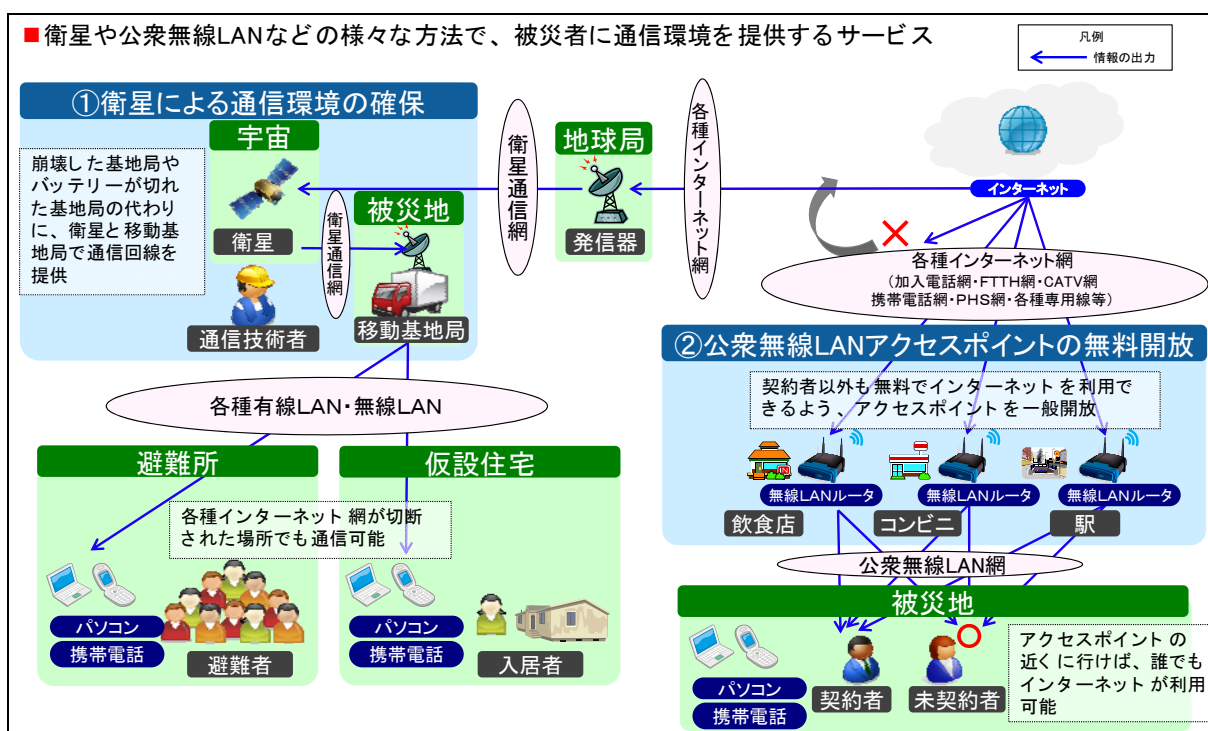 ■衛星や公衆無線LANなどの様々な方法で、被災者に通信環境を提供するサービス
凡例
情報の出力
①衛星による通信環境の確保
宇宙
崩壊した基地局や
バッテリーが切れ
た基地局の代わり
に、衛星と移動基
地局で通信回線を
提供
衛星
衛星通信網
被災地
通信技術者
移動基地局
衛星通信網
地球局
発信器
各種インターネット網
インターネット
各種インターネット網
(加入電話網・FTTH網・CATV網
携帯電話網・PHS網・各種専用線等)
②公衆無線LANアクセスポイントの無料開放
契約者以外も無料でインターネットを利用で
きるよう、アクセスポイントを一般開放
無線LANルータ
無線LANルータ
無線LANルータ
飲食店
コンビニ
駅
公衆無線LAN網
各種有線LAN・無線LAN
避難所
仮設住宅
各種インターネット網が切断
された場所でも通信可能
パソコン
携帯電話
避難者
パソコン
携帯電話
入居者
被災地
パソコン
携帯電話
契約者
未契約者
アクセスポイントの
近くに行けば、誰でも
インターネットが利用
可能